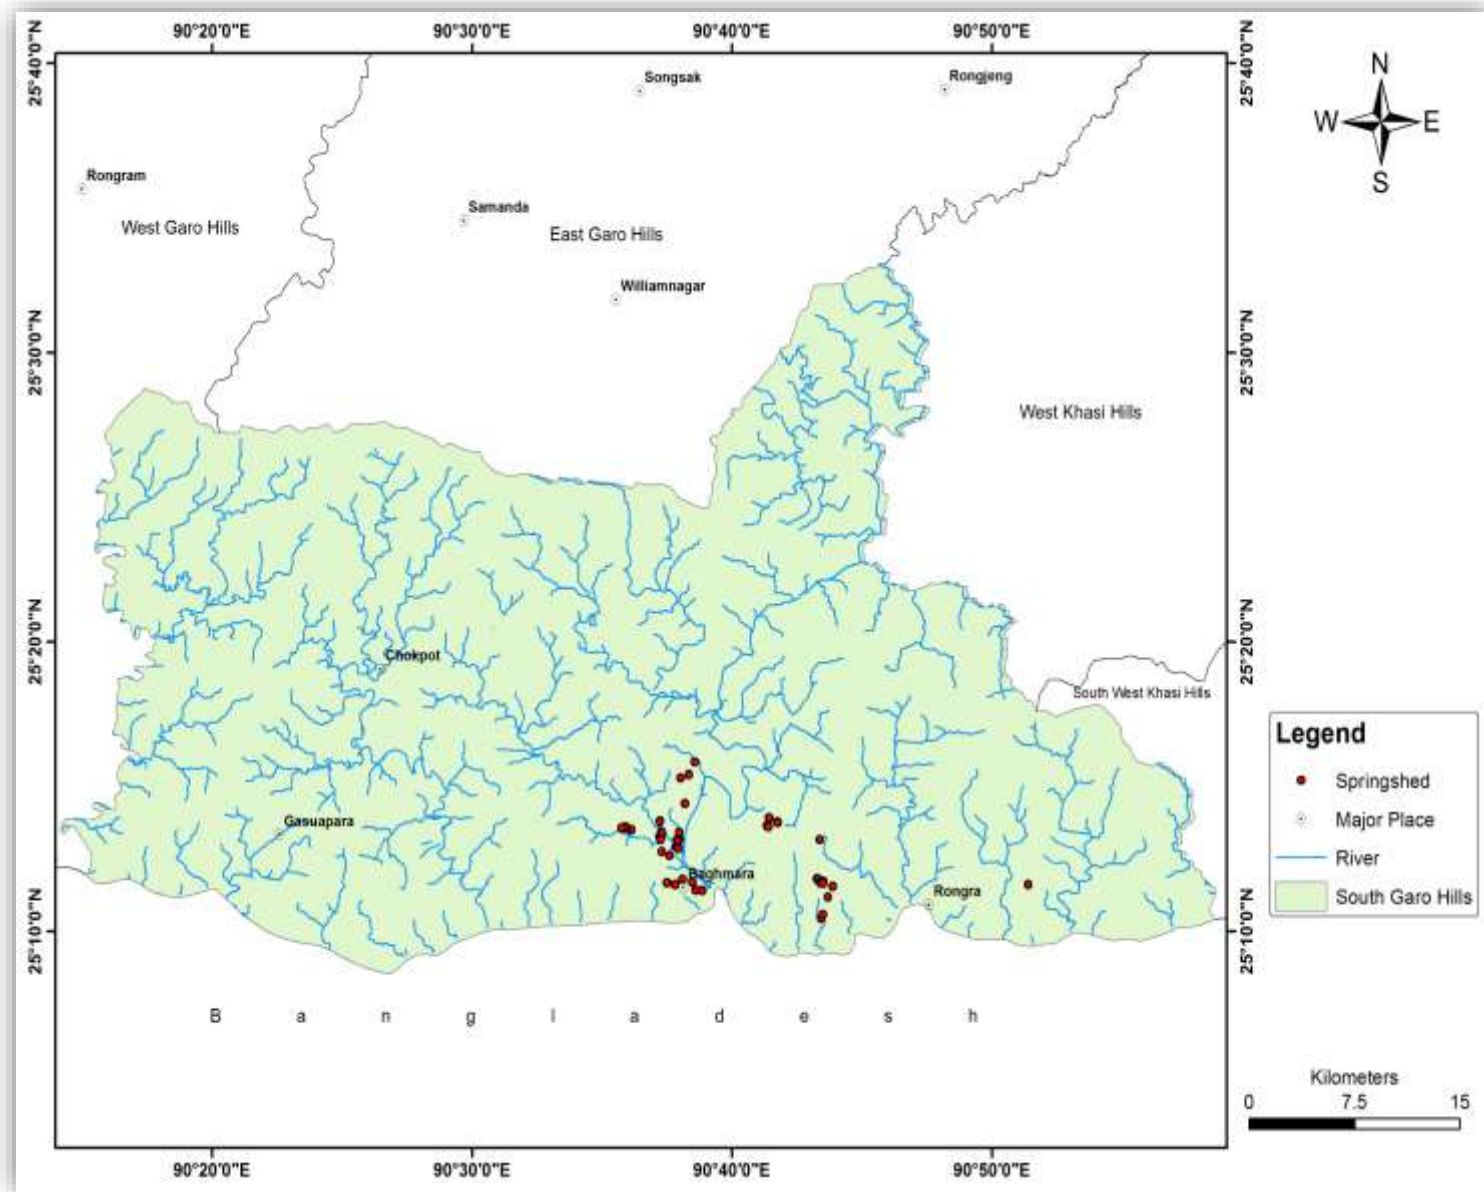 90°20'0"E 90°30'0"E 90°40'0"E 90°50'0"E
25°40'0"N
25°40'0"N
N
W E
S
Songsak
Rongjeng
Rongram
Samanda
West Garo Hills
East Garo Hills
Williamnagar
25°30'0"N
25°30'0"N
West Khasi Hills
25°20'0"N
25°20'0"N
Chokpot
South West Khasi Hills
Legend
Springshed
Major Place
River
South Garo Hills
Gasuapara
Baghmara
Rongra
25°10'0"N
25°10'0"N
B a n g l a d e s h
Kilometers
0 7.5 15
90°20'0"E 90°30'0"E 90°40'0"E 90°50'0"E